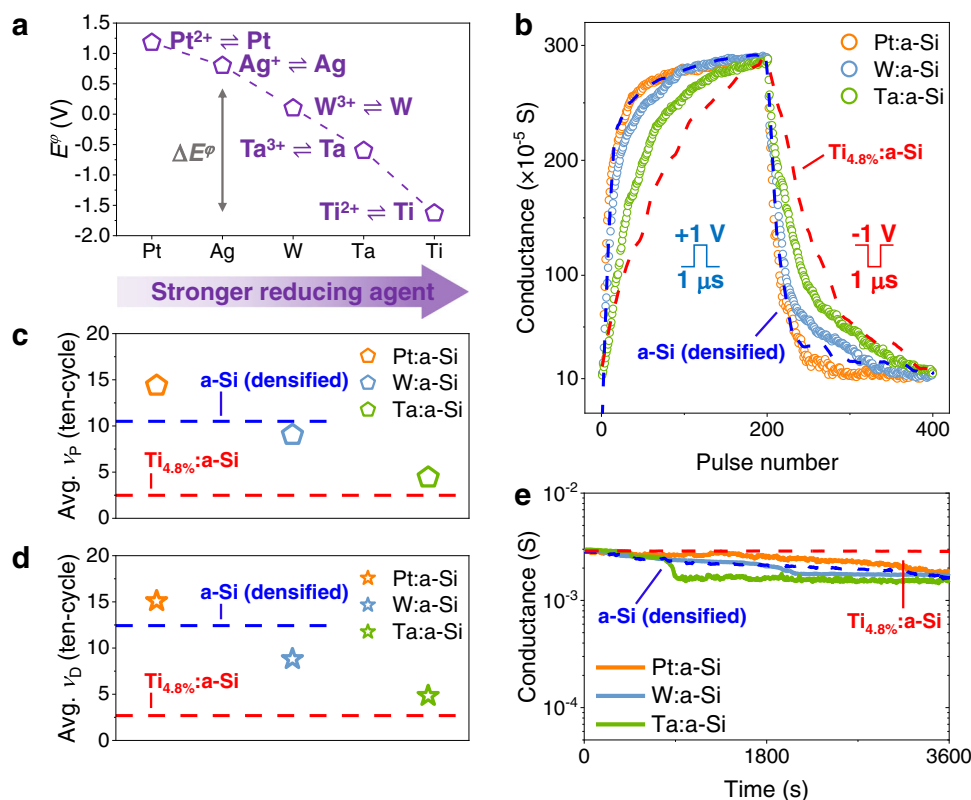 a
1.5
1.0
0.5
0.0
-0.5
-1.0
-1.5
-2.0
E^φ (V)
Pt²⁺ ⇌ Pt
Ag⁺ ⇌ Ag
W³⁺ ⇌ W
Ta³⁺ ⇌ Ta
Ti²⁺ ⇌ Ti
ΔE^φ
Pt Ag W Ta Ti
Stronger reducing agent
b
Conductance (×10⁻⁵ S)
300
200
100
10
Pt:a-Si
W:a-Si
Ta:a-Si
Ti₄.₈%:a-Si
+1 V
1 μs
-1 V
1 μs
a-Si (densified)
0 200 400
Pulse number
c
Avg. ν_P (ten-cycle)
20
15
10
5
0
Pt:a-Si
W:a-Si
Ta:a-Si
a-Si (densified)
Ti₄.₈%:a-Si
d
Avg. ν_D (ten-cycle)
20
15
10
5
0
Pt:a-Si
W:a-Si
Ta:a-Si
a-Si (densified)
Ti₄.₈%:a-Si
e
Conductance (S)
10⁻²
10⁻³
10⁻⁴
a-Si (densified)
Ti₄.₈%:a-Si
Pt:a-Si
W:a-Si
Ta:a-Si
0 1800 3600
Time (s)